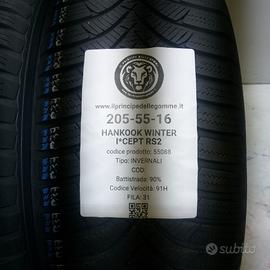 www.ilprincipedellegomme.it
205-55-16
HANKOOK WINTER
I*CEPT RS2
codice prodotto: 55088
Tipo: INVERNALI
COD:
Battistrada: 90%
Codice Velocità: 91H
FILA: 31
subito